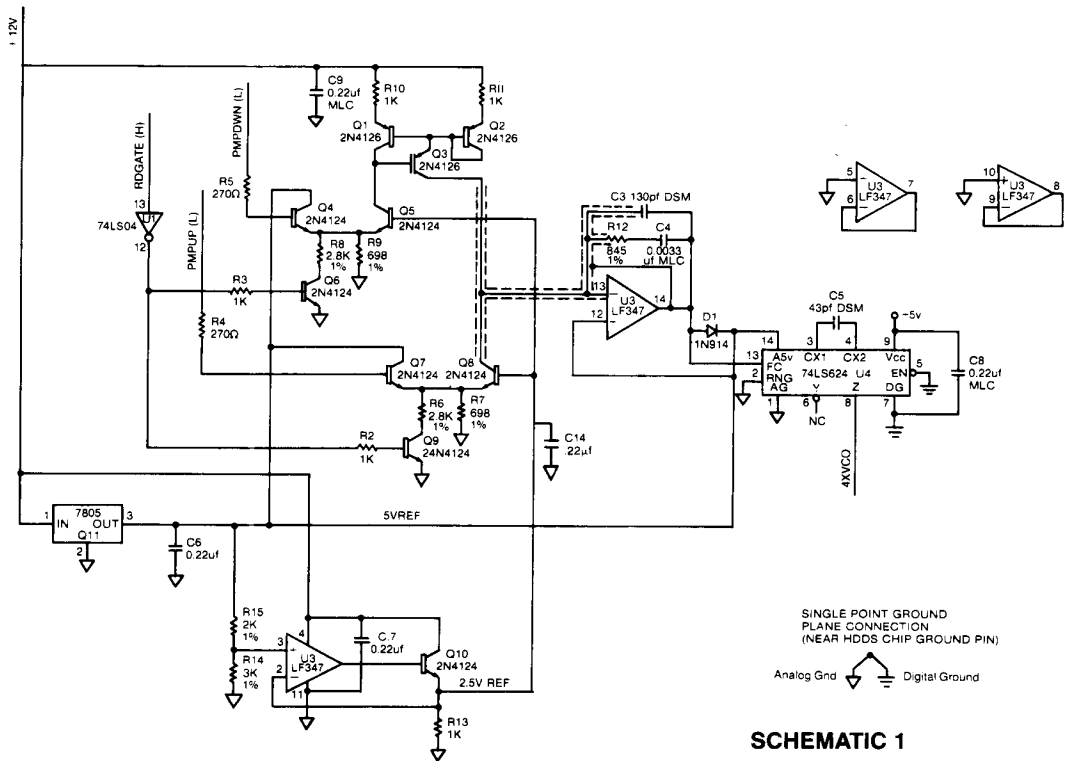 + 12V
C9
0.22uf
MLC
R10
1K
R11
1K
Q1
2N4126
Q2
2N4126
Q3
2N4126
RDGATE (H)
PMPDWN (L)
R5
270Ω
13
U1
74LS04
12
PMPUP (L)
Q4
2N4124
Q5
2N4124
R8
2.8K
1%
R9
698
1%
Q6
2N4124
R3
1K
R4
270Ω
Q7
2N4124
Q8
2N4124
R6
2.8K
1%
R7
698
1%
R2
1K
Q9
24N4124
C14
.22µf
C3 130pf DSM
R12
845
1%
C4
0.0033
uf MLC
13
−
U3
LF347
14
12
D1
1N914
5
+
6
−
U3
LF347
7
10
+
9
−
U3
LF347
8
C5
43pf DSM
+5v
14
3
4
9
13
2
A5v
CX1
CX2
Vcc
FC
RNG
74LS624
U4
EN
5
AG
Y
Z
DG
1
6
8
7
NC
C8
0.22uf
MLC
4XVCO
1
7805
IN
OUT
3
Q11
2
C6
0.22uf
5VREF
R15
2K
1%
R14
3K
1%
3
+
4
U3
LF347
2
−
11
C.7
0.22uf
Q10
2N4124
2.5V REF
R13
1K
SINGLE POINT GROUND
PLANE CONNECTION
(NEAR HDDS CHIP GROUND PIN)
Analog Gnd
Digital Ground
SCHEMATIC 1